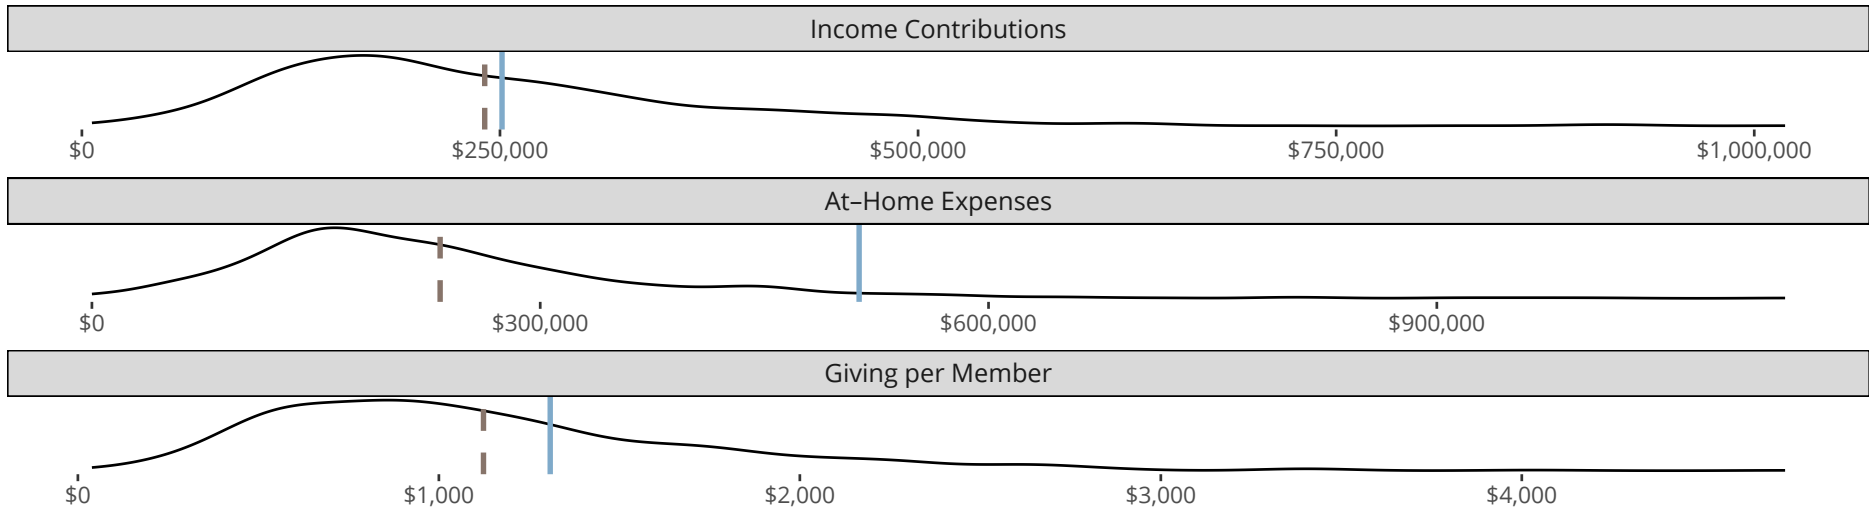 Income Contributions
$0 $250,000 $500,000 $750,000 $1,000,000
At–Home Expenses
$0 $300,000 $600,000 $900,000
Giving per Member
$0 $1,000 $2,000 $3,000 $4,000